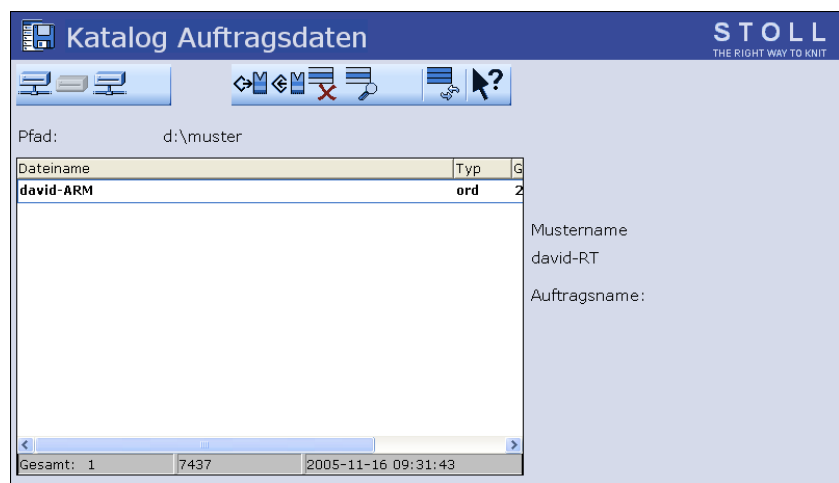 Katalog Auftragsdaten
STOLL
THE RIGHT WAY TO KNIT
?
Pfad: d:\muster
Dateiname Typ G
david-ARM ord 2
Mustername
david-RT
Auftragsname:
Gesamt: 1 7437 2005-11-16 09:31:43